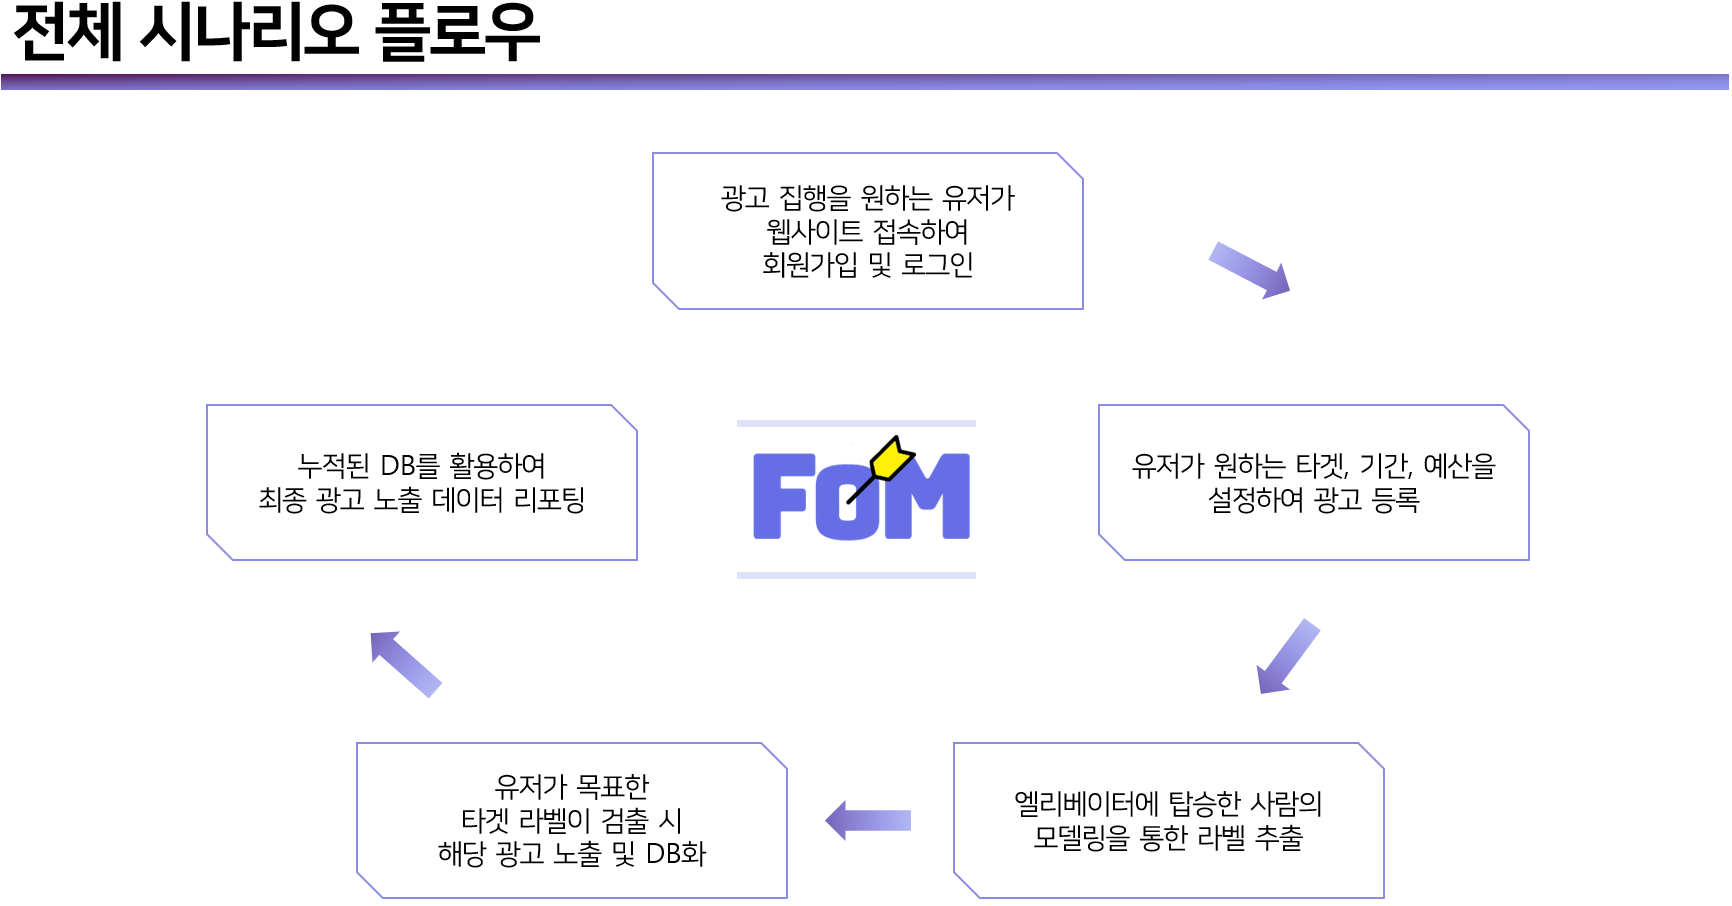 전체 시나리오 플로우
광고 집행을 원하는 유저가
웹사이트 접속하여
회원가입 및 로그인
유저가 원하는 타겟, 기간, 예산을
설정하여 광고 등록
엘리베이터에 탑승한 사람의
모델링을 통한 라벨 추출
유저가 목표한
타겟 라벨이 검출 시
해당 광고 노출 및 DB화
누적된 DB를 활용하여
최종 광고 노출 데이터 리포팅
FOM